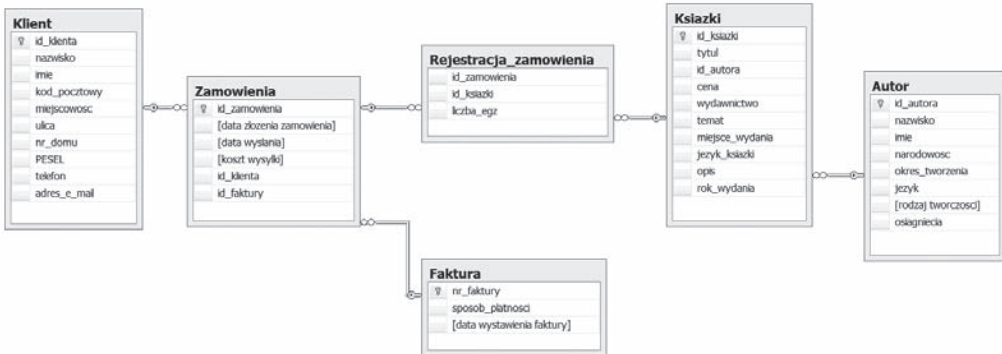 Klient
id_klienta
nazwisko
imie
kod_pocztowy
miejscowosc
ulica
nr_domu
PESEL
telefon
adres_e_mail
Zamowienia
id_zamowienia
[data zlozenia zamowienia]
[data wyslania]
[koszt wysylki]
id_klienta
id_faktury
Rejestracja_zamowienia
id_zamowienia
id_ksiazki
liczba_egz
Faktura
nr_faktury
sposob_platnosci
[data wystawienia faktury]
Ksiazki
id_ksiazki
tytul
id_autora
cena
wydawnictwo
temat
miejsce_wydania
jezyk_ksiazki
opis
rok_wydania
Autor
id_autora
nazwisko
imie
narodowosc
okres_tworzenia
jezyk
[rodzaj tworczosci]
osiagniecia